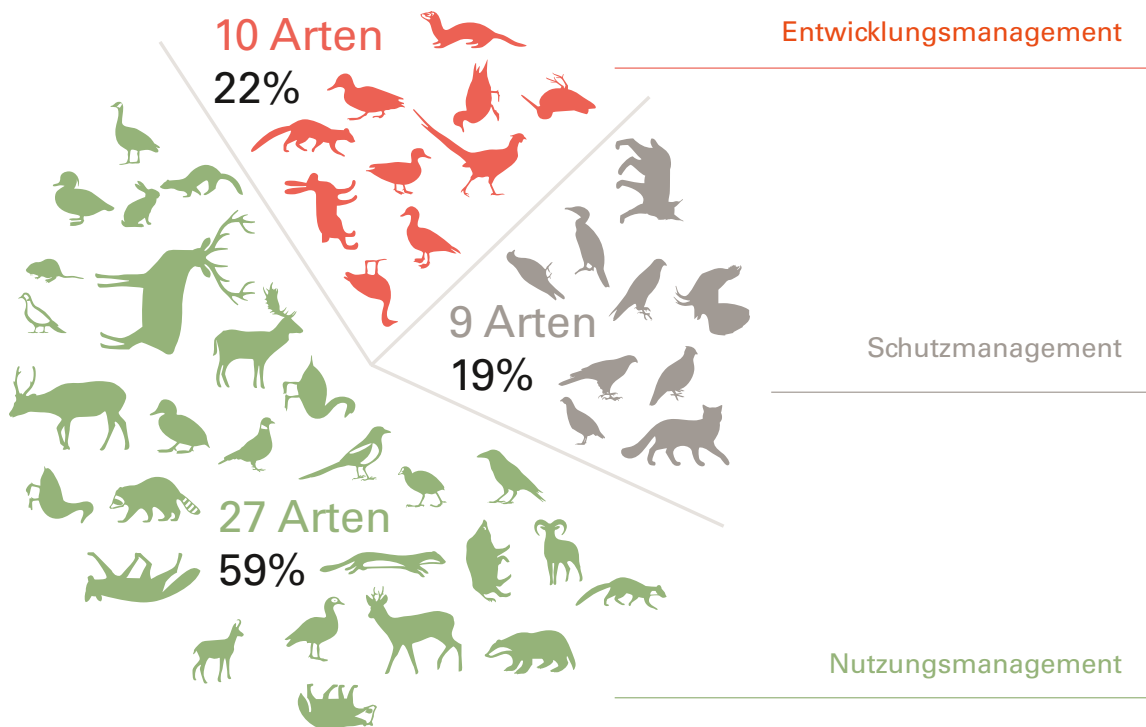 10 Arten
22%
Entwicklungsmanagement
9 Arten
19%
Schutzmanagement
27 Arten
59%
Nutzungsmanagement